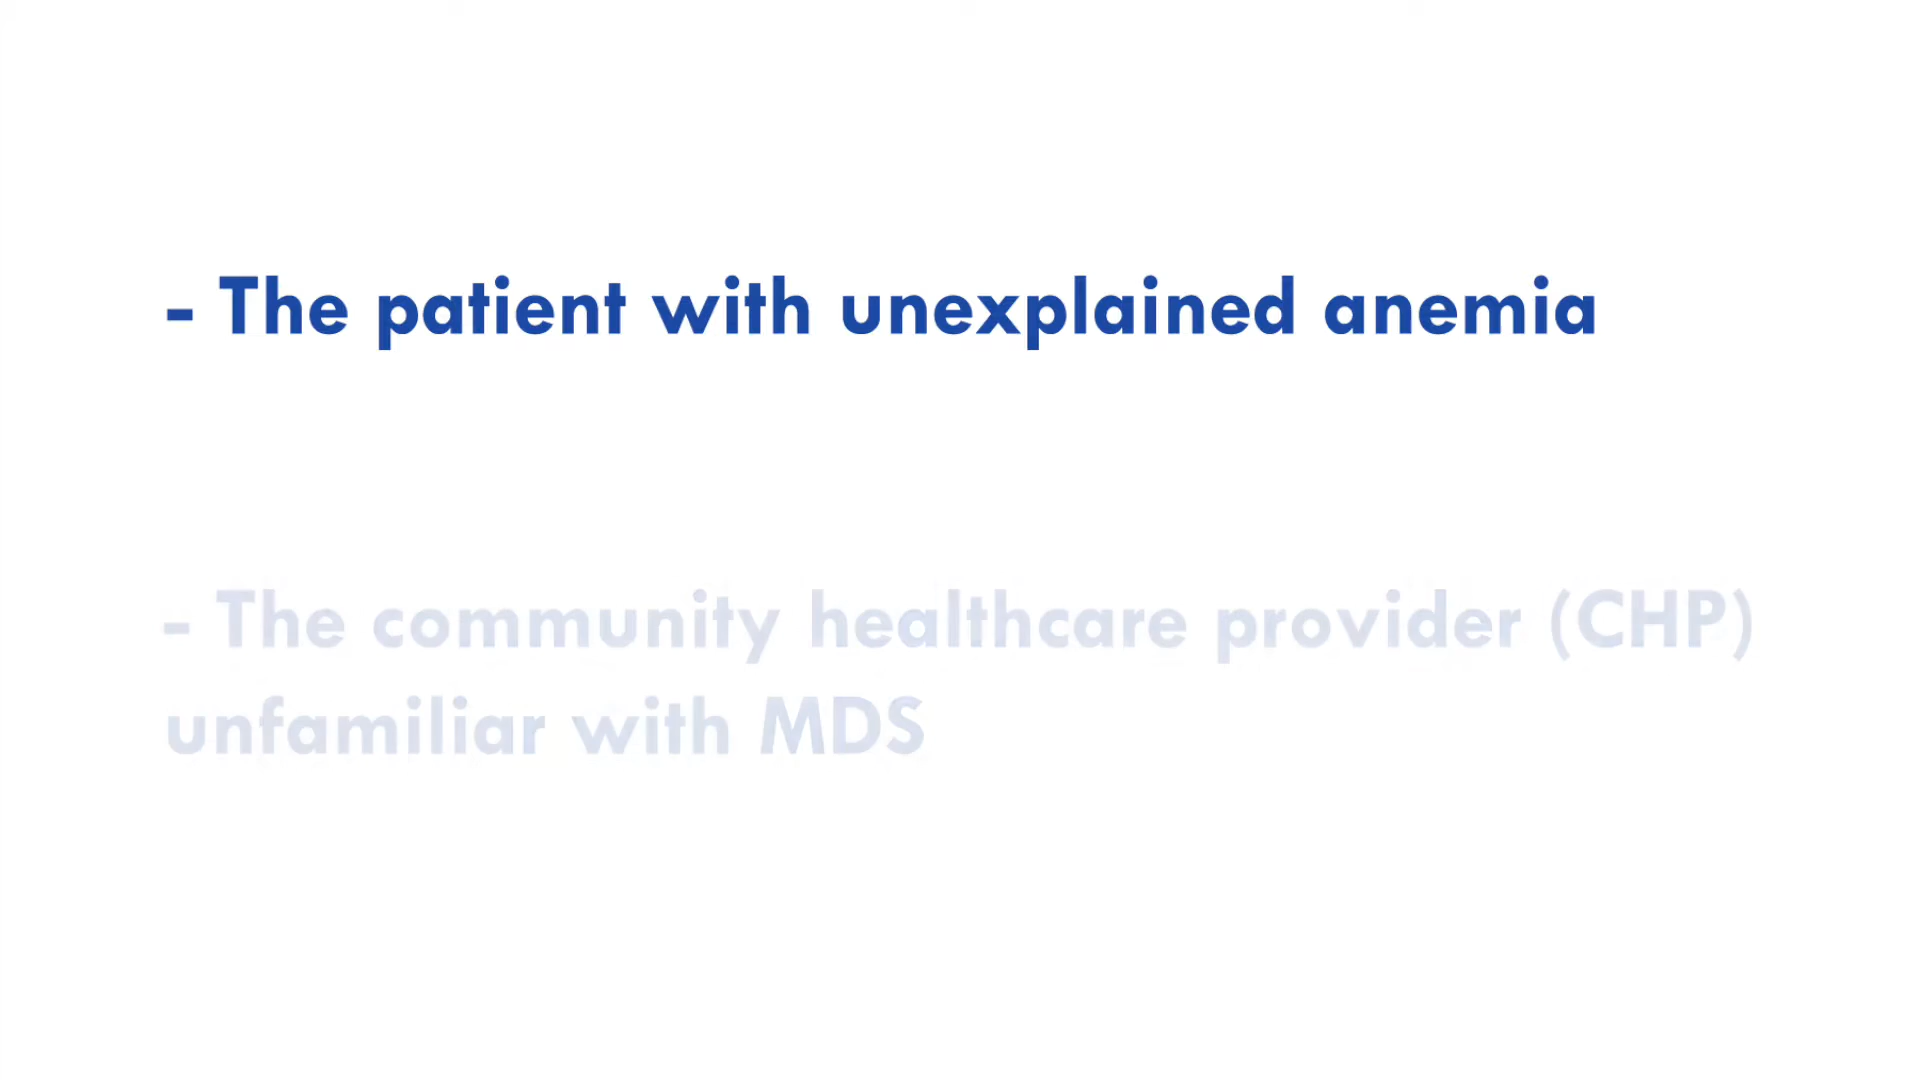 - The patient with unexplained anemia
- The community healthcare provider (CHP)
unfamiliar with MDS